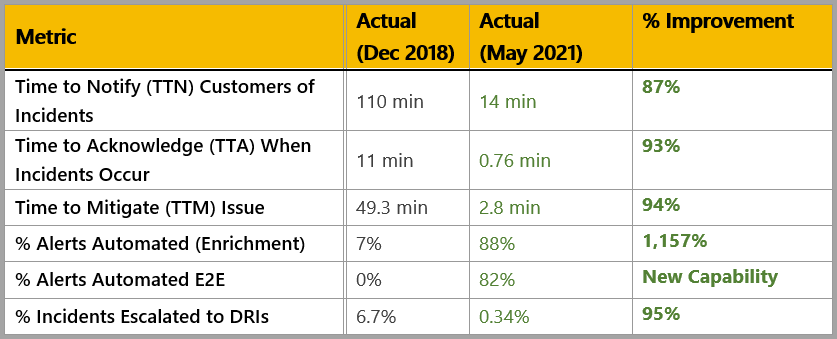 Metric
Actual
(Dec 2018)
Actual
(May 2021)
% Improvement
Time to Notify (TTN) Customers of
Incidents
110 min
14 min
87%
Time to Acknowledge (TTA) When
Incidents Occur
11 min
0.76 min
93%
Time to Mitigate (TTM) Issue
49.3 min
2.8 min
94%
% Alerts Automated (Enrichment)
7%
88%
1,157%
% Alerts Automated E2E
0%
82%
New Capability
% Incidents Escalated to DRIs
6.7%
0.34%
95%